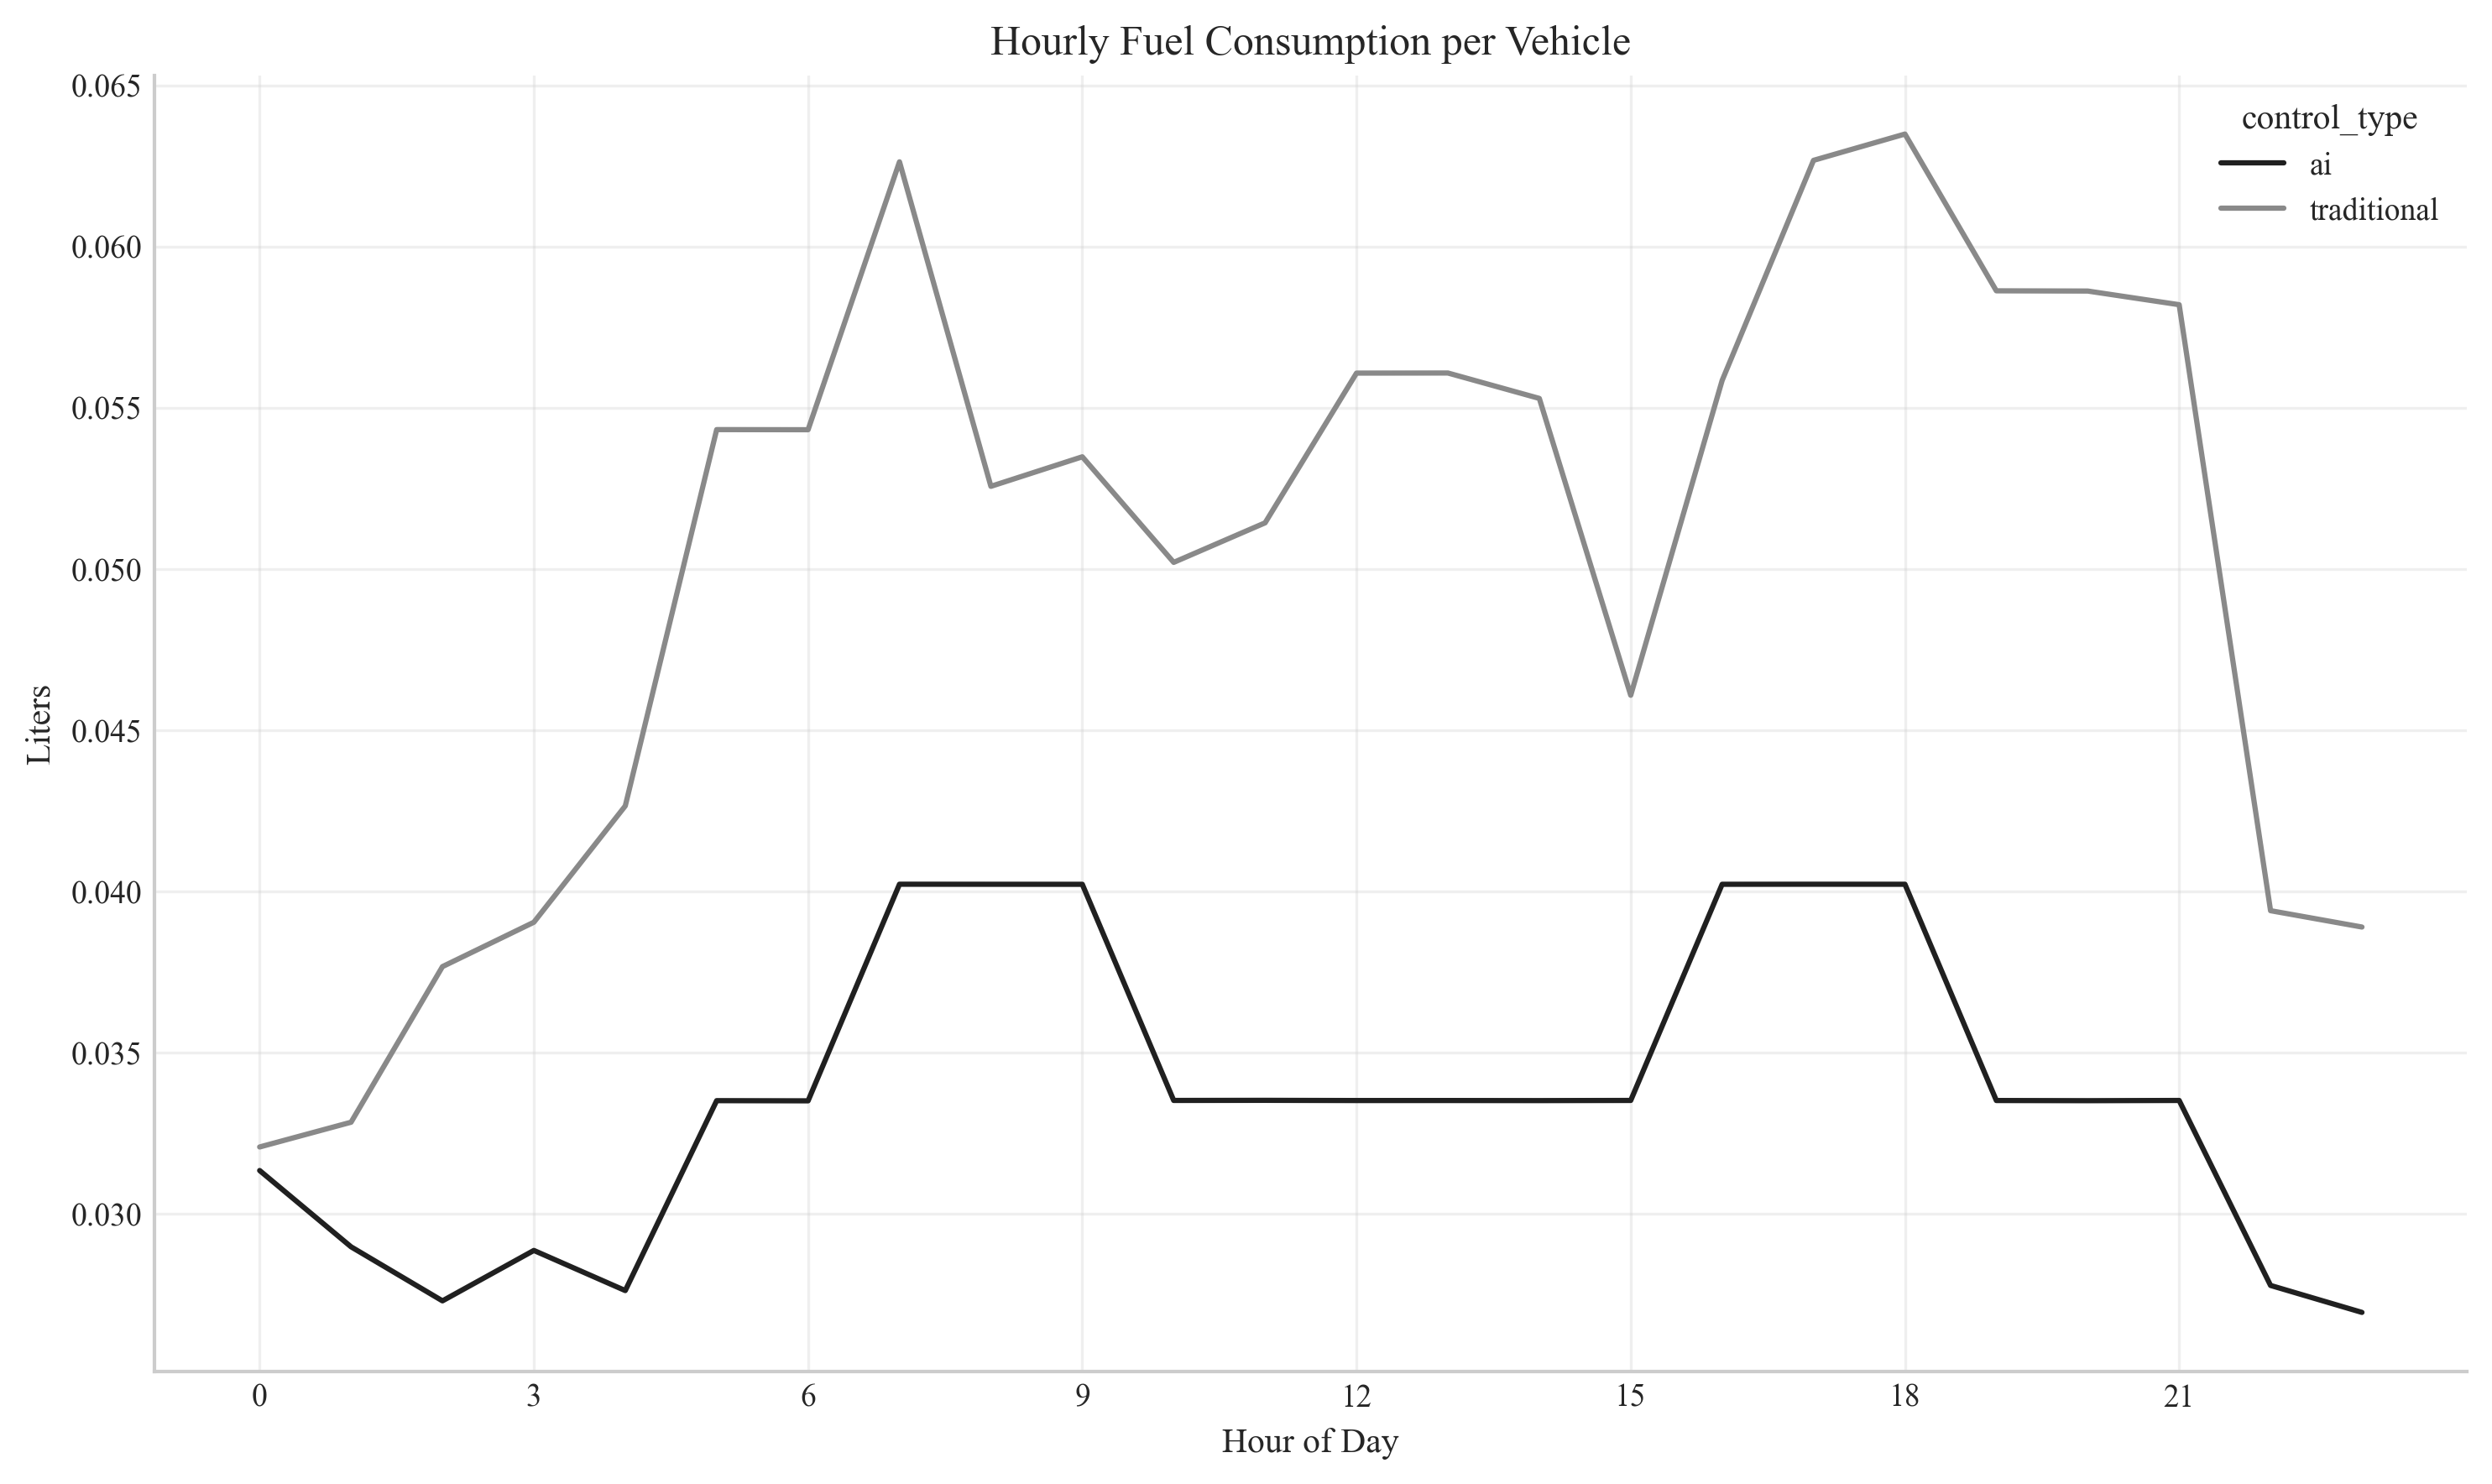 Hourly Fuel Consumption per Vehicle
control_type
ai
traditional
0.065
0.060
0.055
0.050
0.045
0.040
0.035
0.030
Liters
0 3 6 9 12 15 18 21
Hour of Day